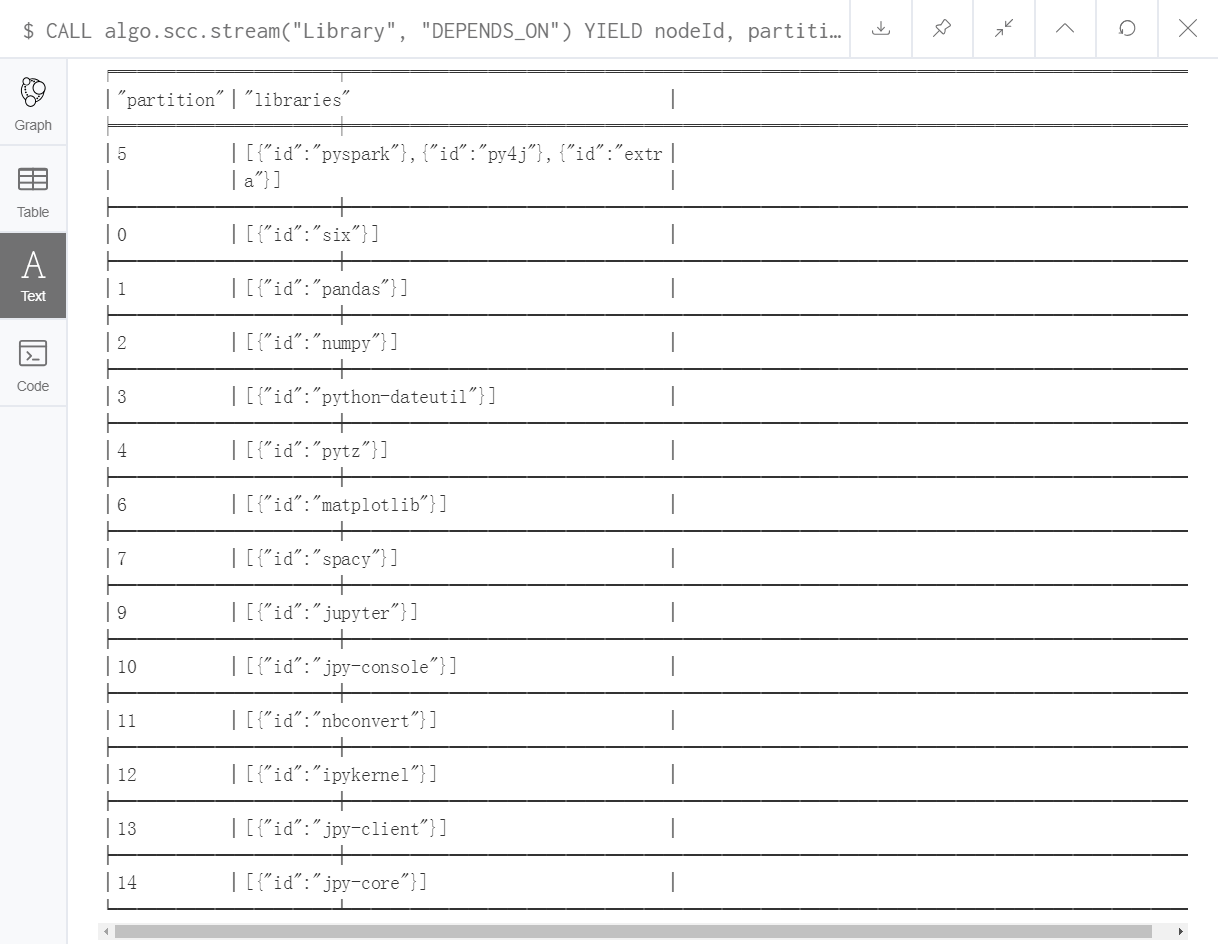 $ CALL algo.scc.stream("Library", "DEPENDS_ON") YIELD nodeId, partiti…
Graph
Table
Text
Code
"partition" "libraries"
5 [{"id":"pyspark"},{"id":"py4j"},{"id":"extr
a"}]
0 [{"id":"six"}]
1 [{"id":"pandas"}]
2 [{"id":"numpy"}]
3 [{"id":"python-dateutil"}]
4 [{"id":"pytz"}]
6 [{"id":"matplotlib"}]
7 [{"id":"spacy"}]
9 [{"id":"jupyter"}]
10 [{"id":"jpy-console"}]
11 [{"id":"nbconvert"}]
12 [{"id":"ipykernel"}]
13 [{"id":"jpy-client"}]
14 [{"id":"jpy-core"}]